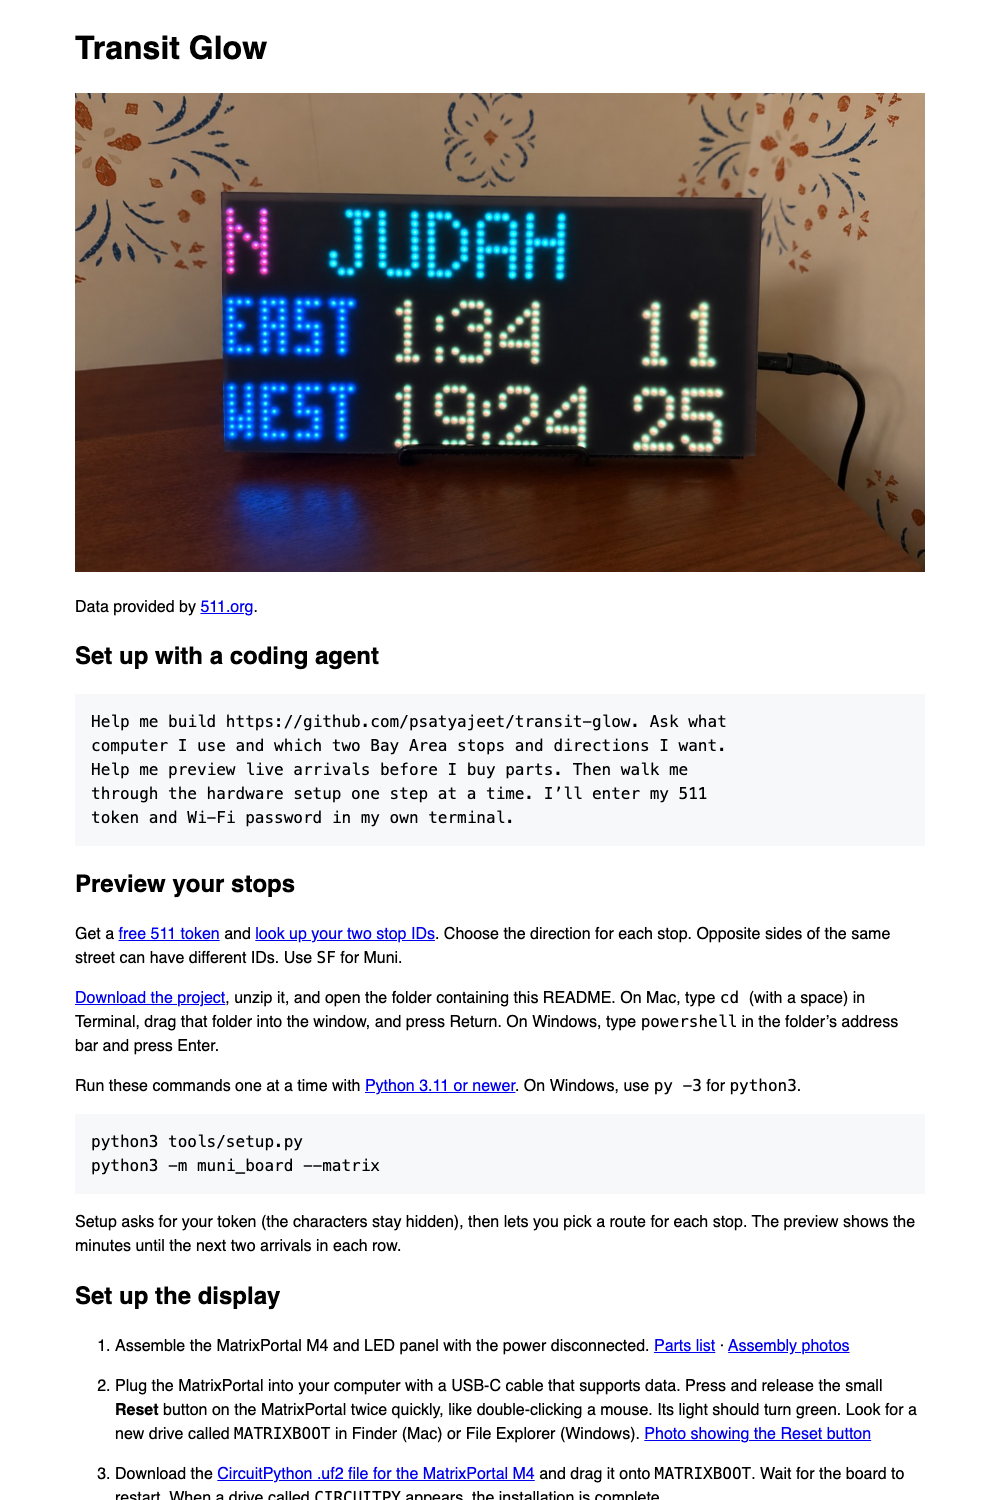 Transit Glow
N JUDAH
EAST 1:34 11
WEST 19:24 25
Data provided by 511.org.
Set up with a coding agent
Help me build https://github.com/psatyajeet/transit-glow. Ask what
computer I use and which two Bay Area stops and directions I want.
Help me preview live arrivals before I buy parts. Then walk me
through the hardware setup one step at a time. I’ll enter my 511
token and Wi-Fi password in my own terminal.
Preview your stops
Get a free 511 token and look up your two stop IDs. Choose the direction for each stop. Opposite sides of the same
street can have different IDs. Use SF for Muni.
Download the project, unzip it, and open the folder containing this README. On Mac, type cd (with a space) in
Terminal, drag that folder into the window, and press Return. On Windows, type powershell in the folder’s address
bar and press Enter.
Run these commands one at a time with Python 3.11 or newer. On Windows, use py -3 for python3.
python3 tools/setup.py
python3 -m muni_board --matrix
Setup asks for your token (the characters stay hidden), then lets you pick a route for each stop. The preview shows the
minutes until the next two arrivals in each row.
Set up the display
1. Assemble the MatrixPortal M4 and LED panel with the power disconnected. Parts list · Assembly photos
2. Plug the MatrixPortal into your computer with a USB-C cable that supports data. Press and release the small
Reset button on the MatrixPortal twice quickly, like double-clicking a mouse. Its light should turn green. Look for a
new drive called MATRIXBOOT in Finder (Mac) or File Explorer (Windows). Photo showing the Reset button
3. Download the CircuitPython .uf2 file for the MatrixPortal M4 and drag it onto MATRIXBOOT. Wait for the board to
restart. When a drive called CIRCUITPY appears, the installation is complete.